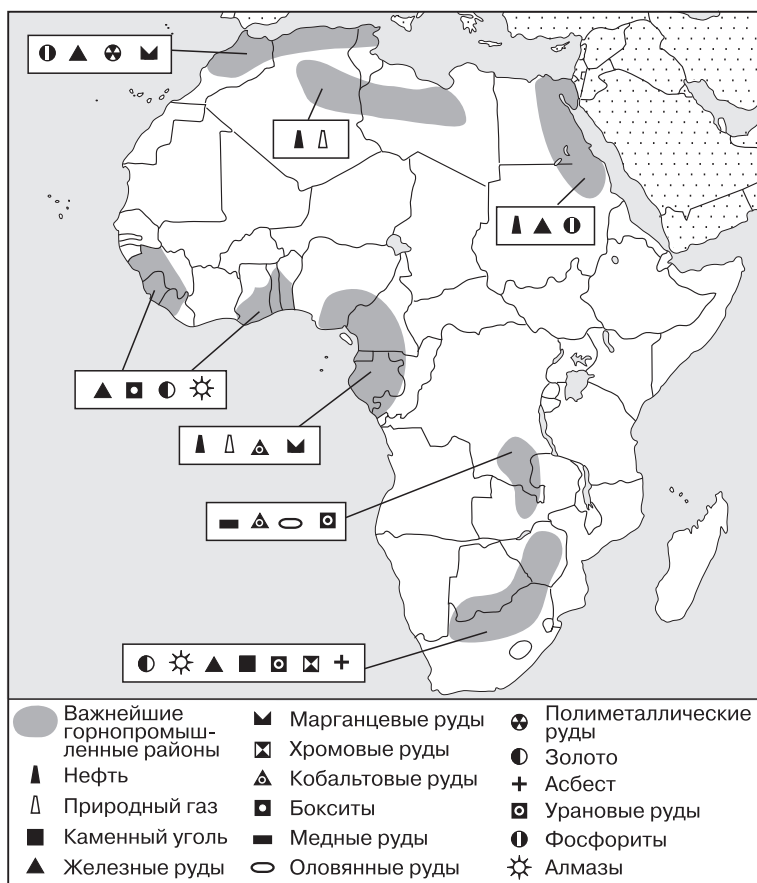 Важнейшие
горнопромыш-
ленные районы
Нефть
Природный газ
Каменный уголь
Железные руды
Марганцевые руды
Хромовые руды
Кобальтовые руды
Бокситы
Медные руды
Оловянные руды
Полиметаллические
руды
Золото
Асбест
Урановые руды
Фосфориты
Алмазы